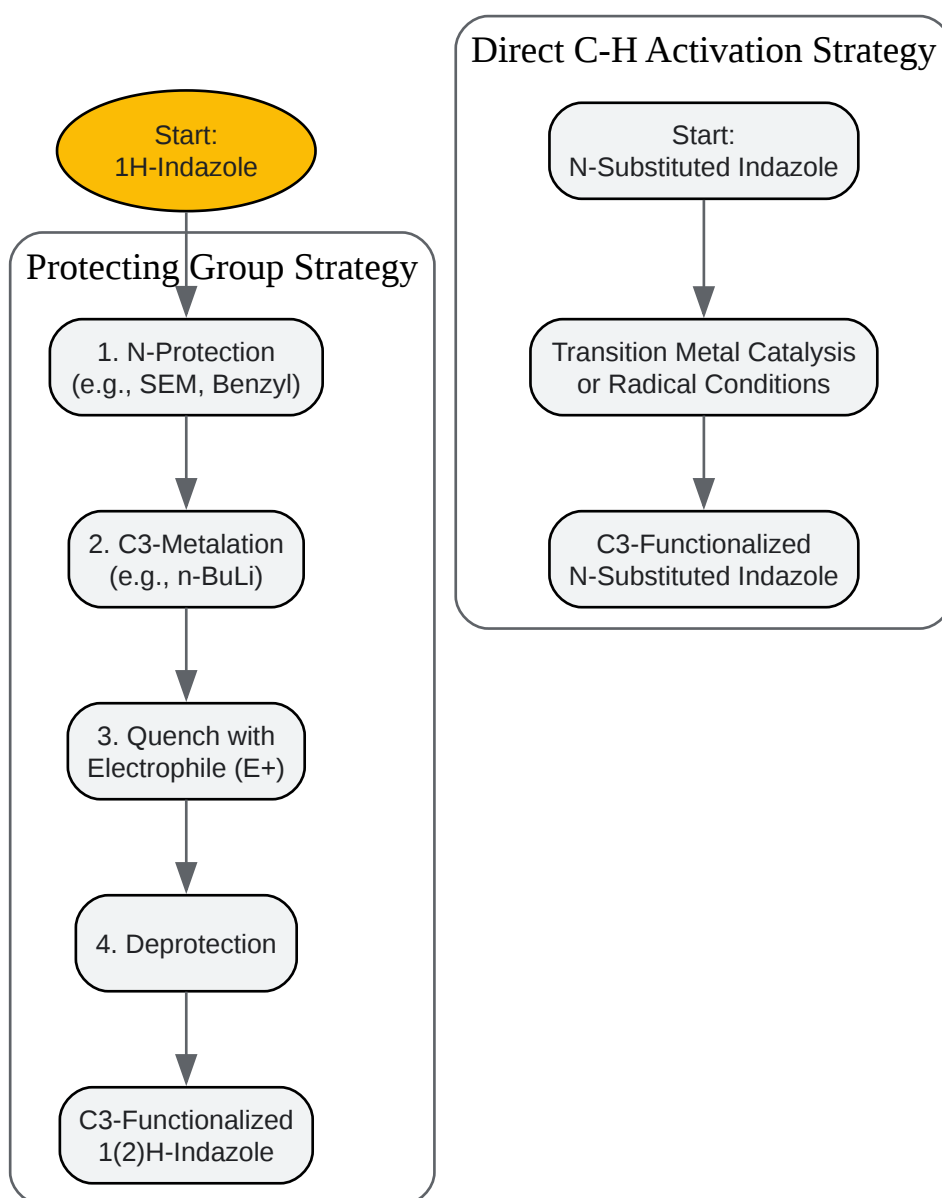 Start:
1H-Indazole
Protecting Group Strategy
1. N-Protection
(e.g., SEM, Benzyl)
2. C3-Metalation
(e.g., n-BuLi)
3. Quench with
Electrophile (E+)
4. Deprotection
C3-Functionalized
1(2)H-Indazole
Direct C-H Activation Strategy
Start:
N-Substituted Indazole
Transition Metal Catalysis
or Radical Conditions
C3-Functionalized
N-Substituted Indazole